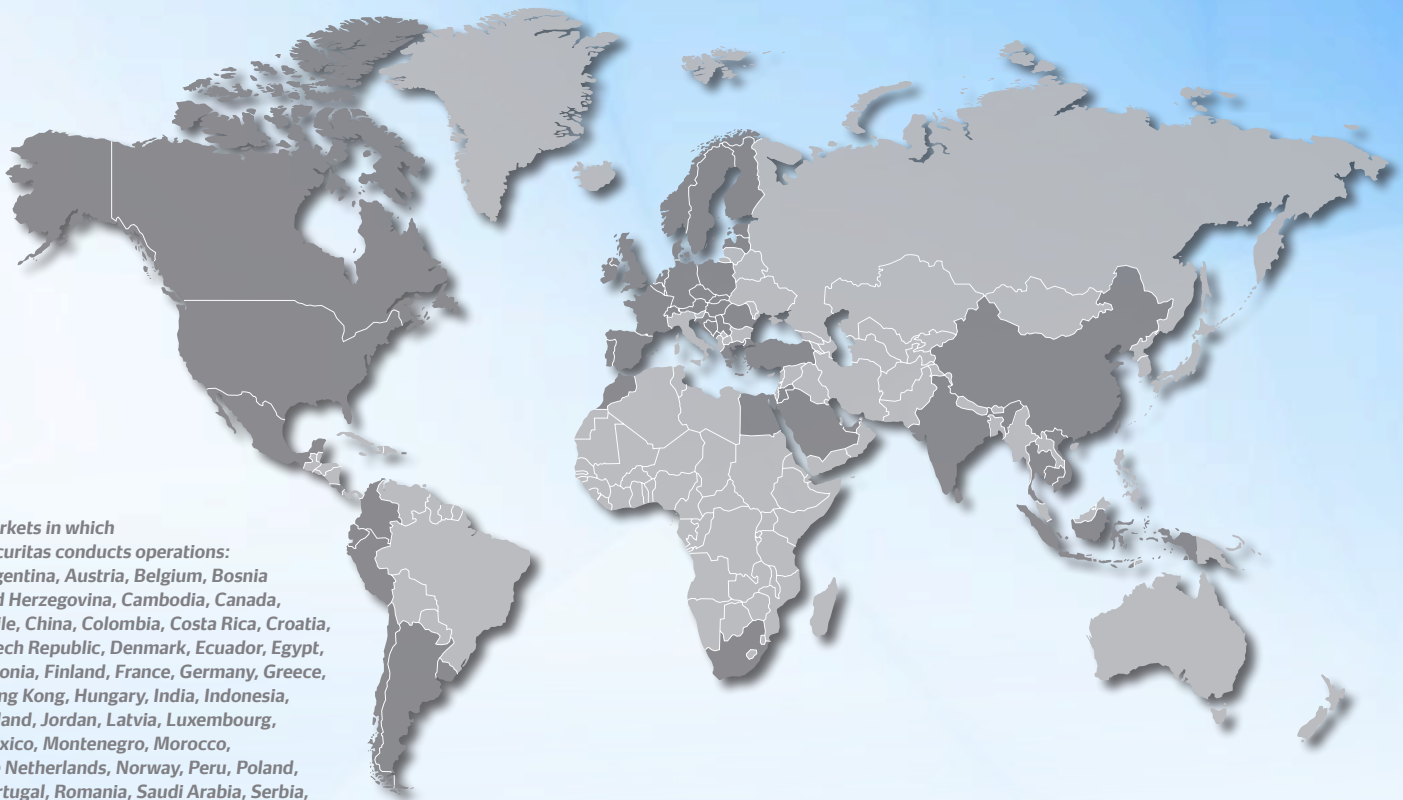 rkets in which
curitas conducts operations:
gentina, Austria, Belgium, Bosnia
d Herzegovina, Cambodia, Canada,
ile, China, Colombia, Costa Rica, Croatia,
ech Republic, Denmark, Ecuador, Egypt,
onia, Finland, France, Germany, Greece,
ng Kong, Hungary, India, Indonesia,
land, Jordan, Latvia, Luxembourg,
xico, Montenegro, Morocco,
e Netherlands, Norway, Peru, Poland,
rtugal, Romania, Saudi Arabia, Serbia,